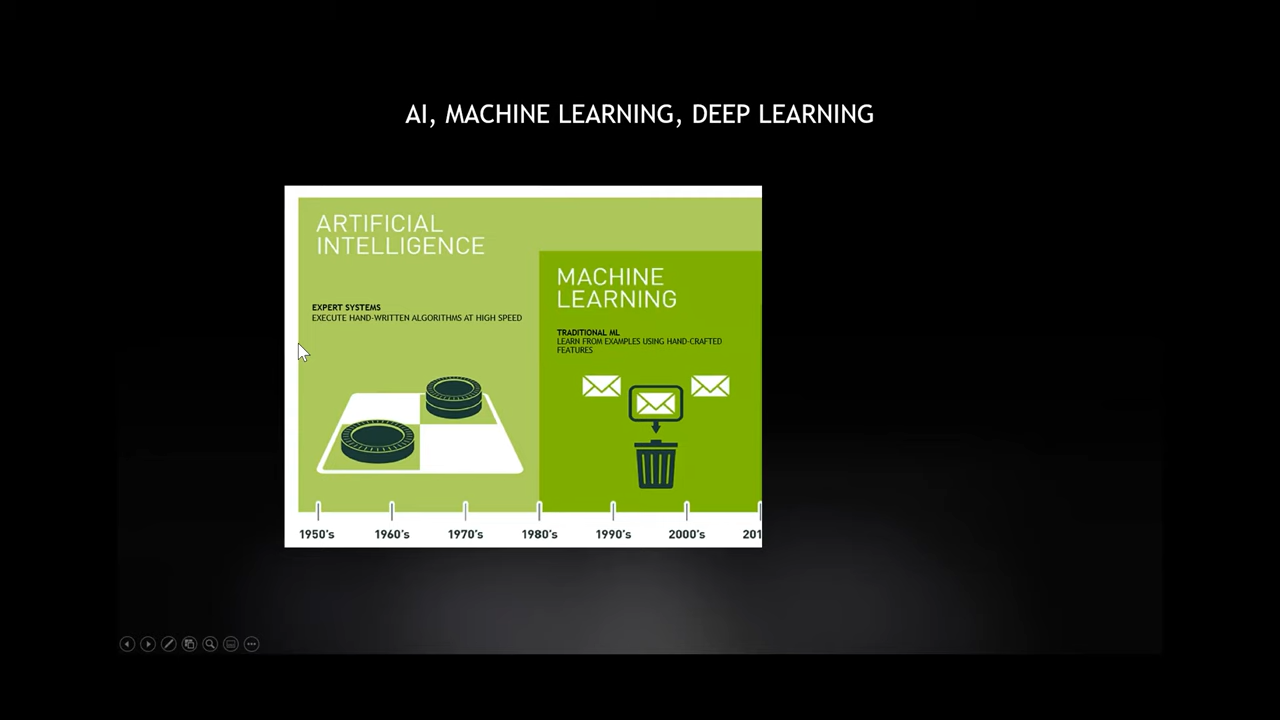 AI, MACHINE LEARNING, DEEP LEARNING
ARTIFICIAL
INTELLIGENCE
EXPERT SYSTEMS
EXECUTE HAND-WRITTEN ALGORITHMS AT HIGH SPEED
MACHINE
LEARNING
TRADITIONAL ML
LEARN FROM EXAMPLES USING HAND-CRAFTED
FEATURES
1950's 1960's 1970's 1980's 1990's 2000's 201